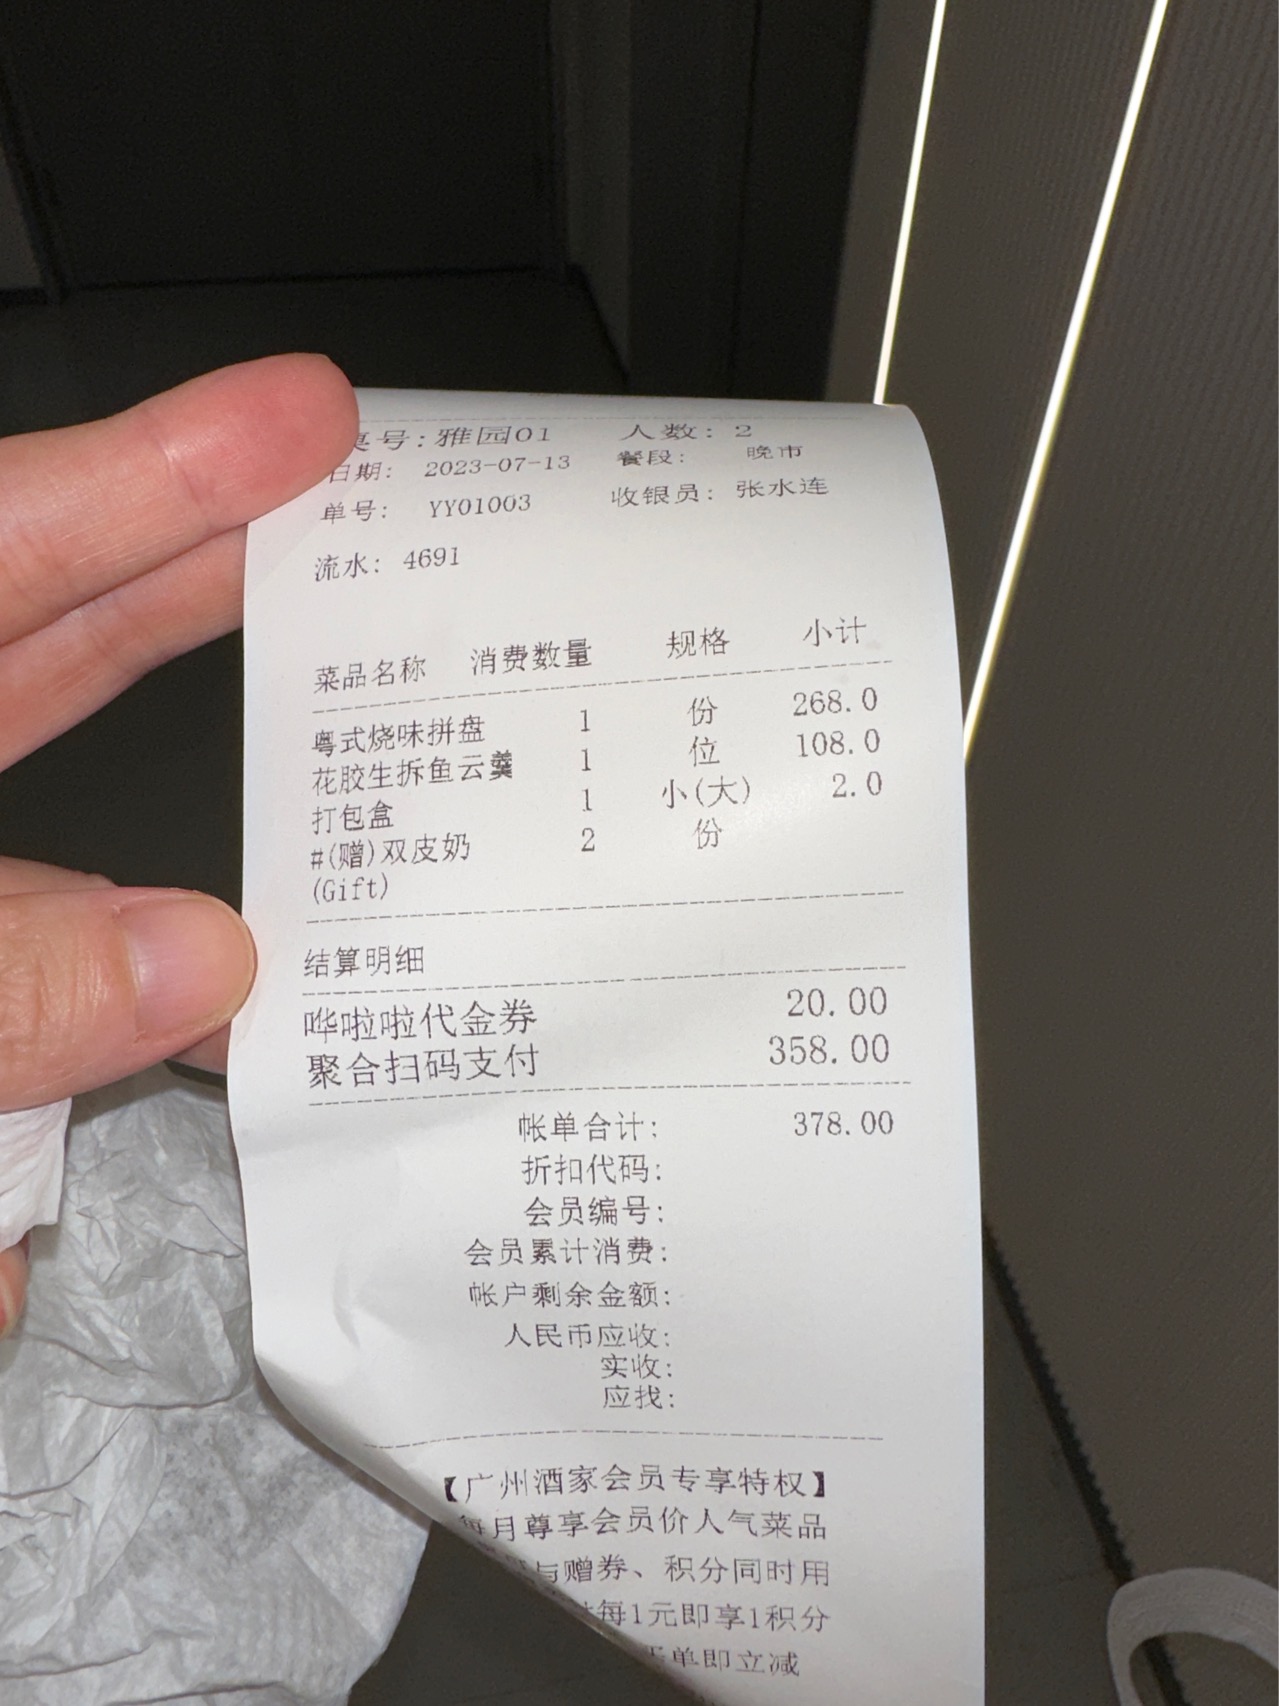 桌号:雅园01 人数: 2
日期: 2023-07-13 餐段: 晚市
单号: YY01003 收银员: 张水连
流水: 4691
菜品名称 消费数量 规格 小计
粤式烧味拼盘 1 份 268.0
花胶生拆鱼云羹 1 位 108.0
打包盒 1 小(大) 2.0
#(赠)双皮奶 2 份
(Gift)
结算明细
哗啦啦代金券 20.00
聚合扫码支付 358.00
帐单合计: 378.00
折扣代码:
会员编号:
会员累计消费:
帐户剩余金额:
人民币应收:
实收:
应找:
【广州酒家会员专享特权】
每月尊享会员价人气菜品
与赠券、积分同时用
每1元即享1积分
单即立减